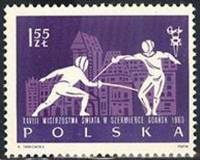 1.55
ZŁ
XXVIII MISTRZOSTWA ŚWIATA W SZERMIERCE GDAŃSK 1963
POLSKA